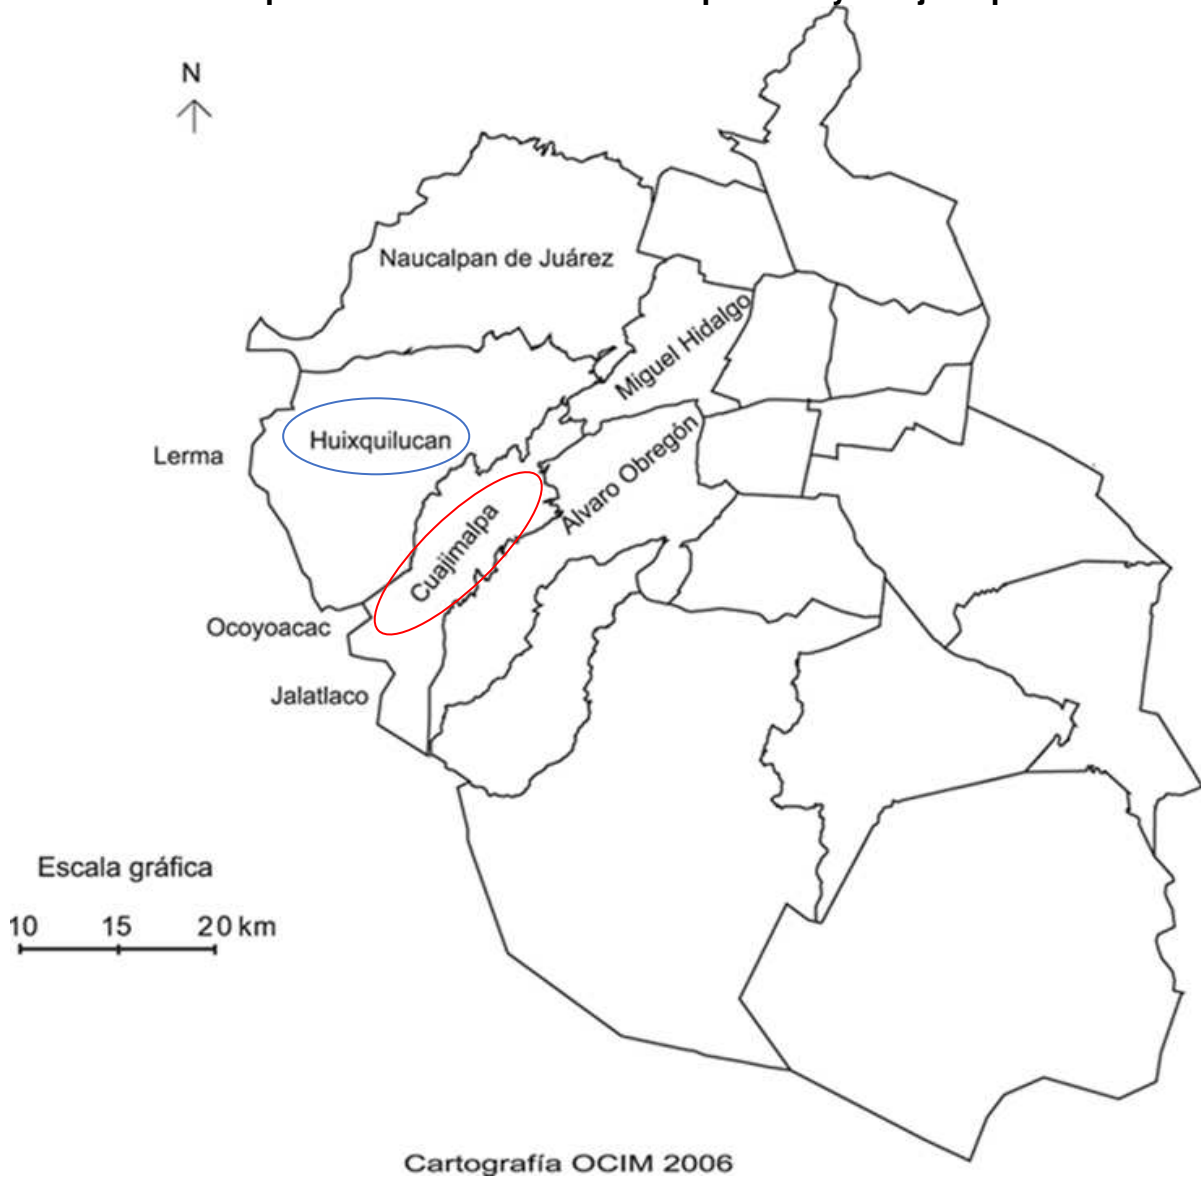 N
Naucalpan de Juárez
Miguel Hidalgo
Huixquilucan
Lerma
Álvaro Obregón
Cuajimalpa
Ocoyoacac
Jalatlaco
Escala gráfica
10 15 20 km
Cartografía OCIM 2006